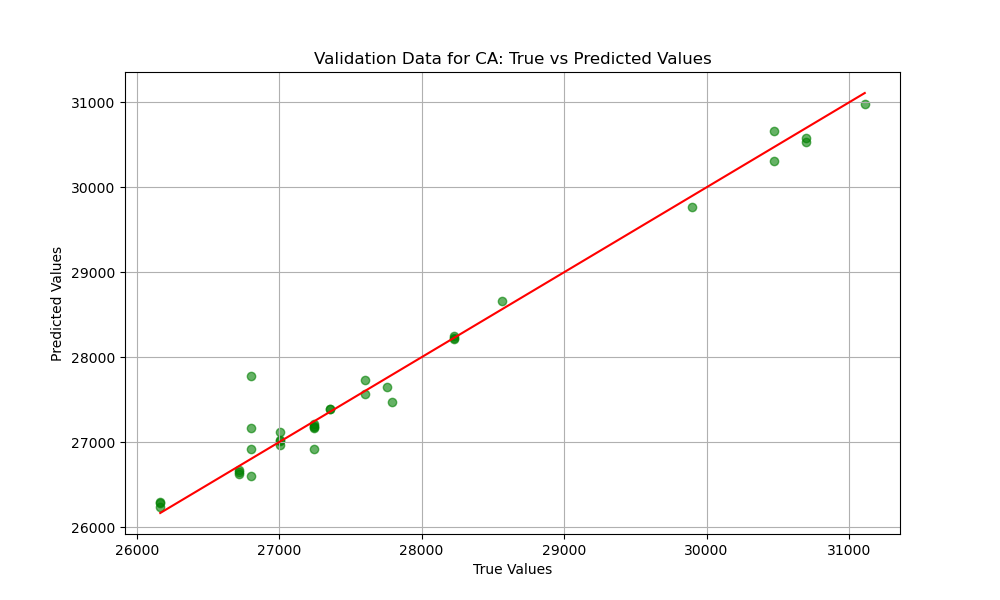 Validation Data for CA: True vs Predicted Values
31000
30000
29000
28000
27000
26000
Predicted Values
26000 27000 28000 29000 30000 31000
True Values